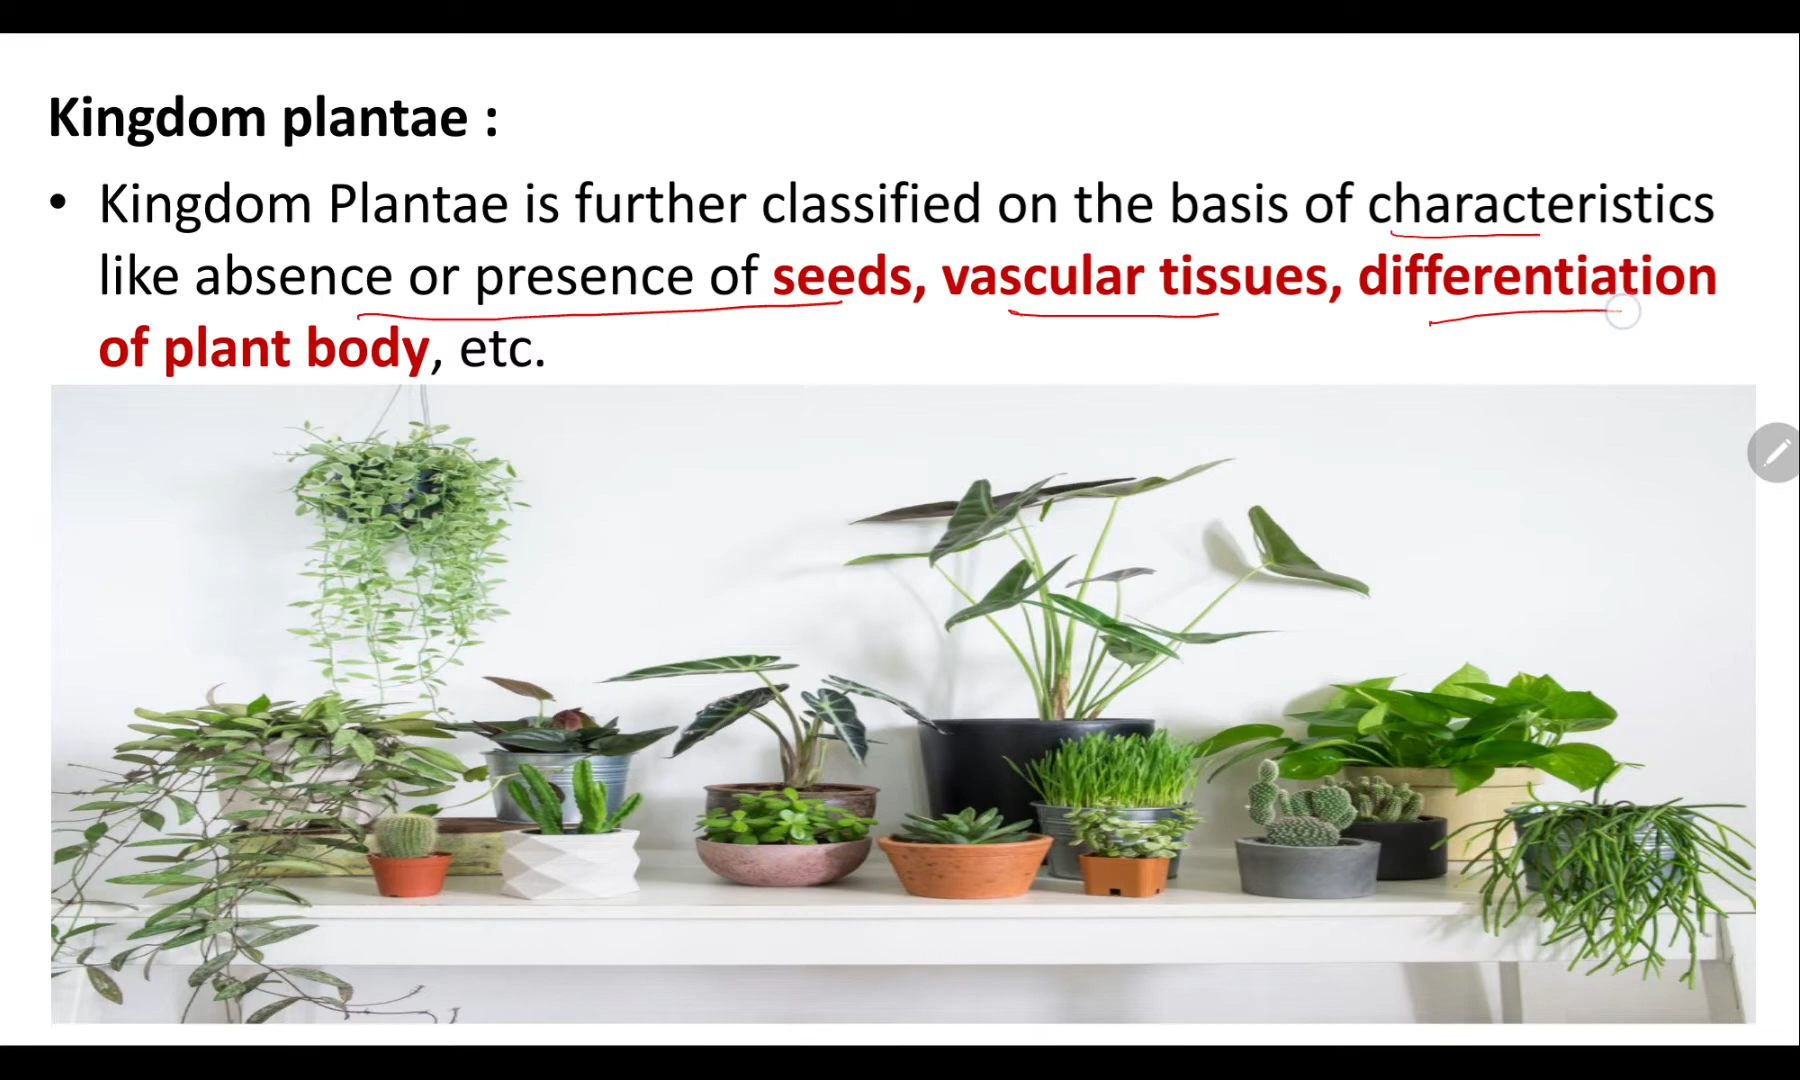 Kingdom plantae :
• Kingdom Plantae is further classified on the basis of characteristics
like absence or presence of seeds, vascular tissues, differentiation
of plant body, etc.